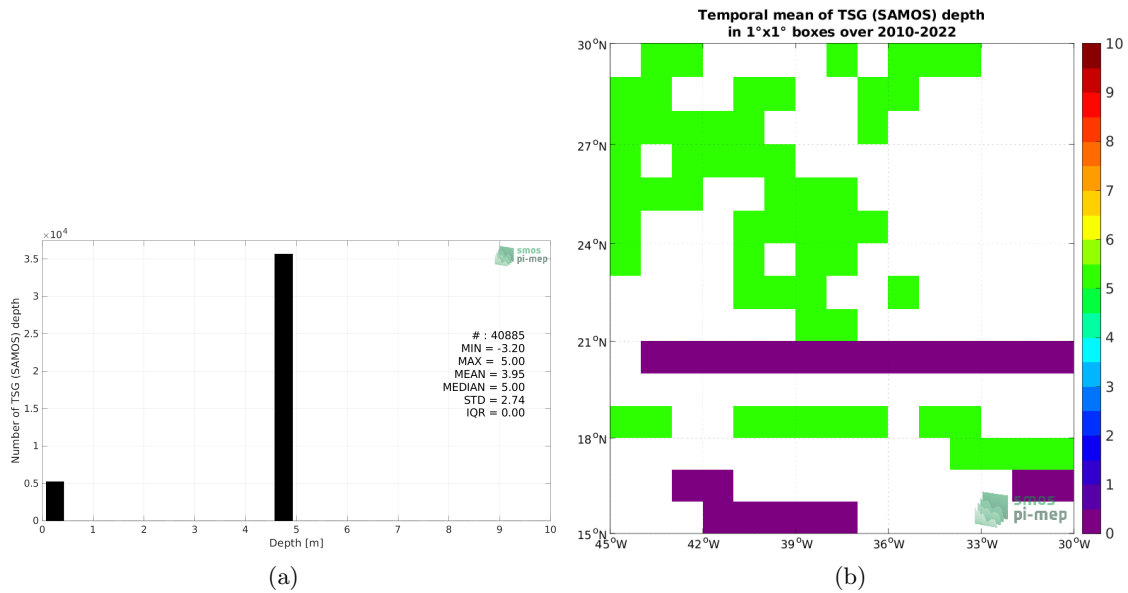 ×10⁴
3.5
3
2.5
2
1.5
1
0.5
0
Number of TSG (SAMOS) depth
smos
pi-mep
# : 40885
MIN = -3.20
MAX = 5.00
MEAN = 3.95
MEDIAN = 5.00
STD = 2.74
IQR = 0.00
0 1 2 3 4 5 6 7 8 9 10
Depth [m]
(a)
Temporal mean of TSG (SAMOS) depth
in 1°x1° boxes over 2010-2022
30°N
27°N
24°N
21°N
18°N
15°N
45°W 42°W 39°W 36°W 33°W 30°W
smos
pi-mep
10
9
8
7
6
5
4
3
2
1
0
(b)